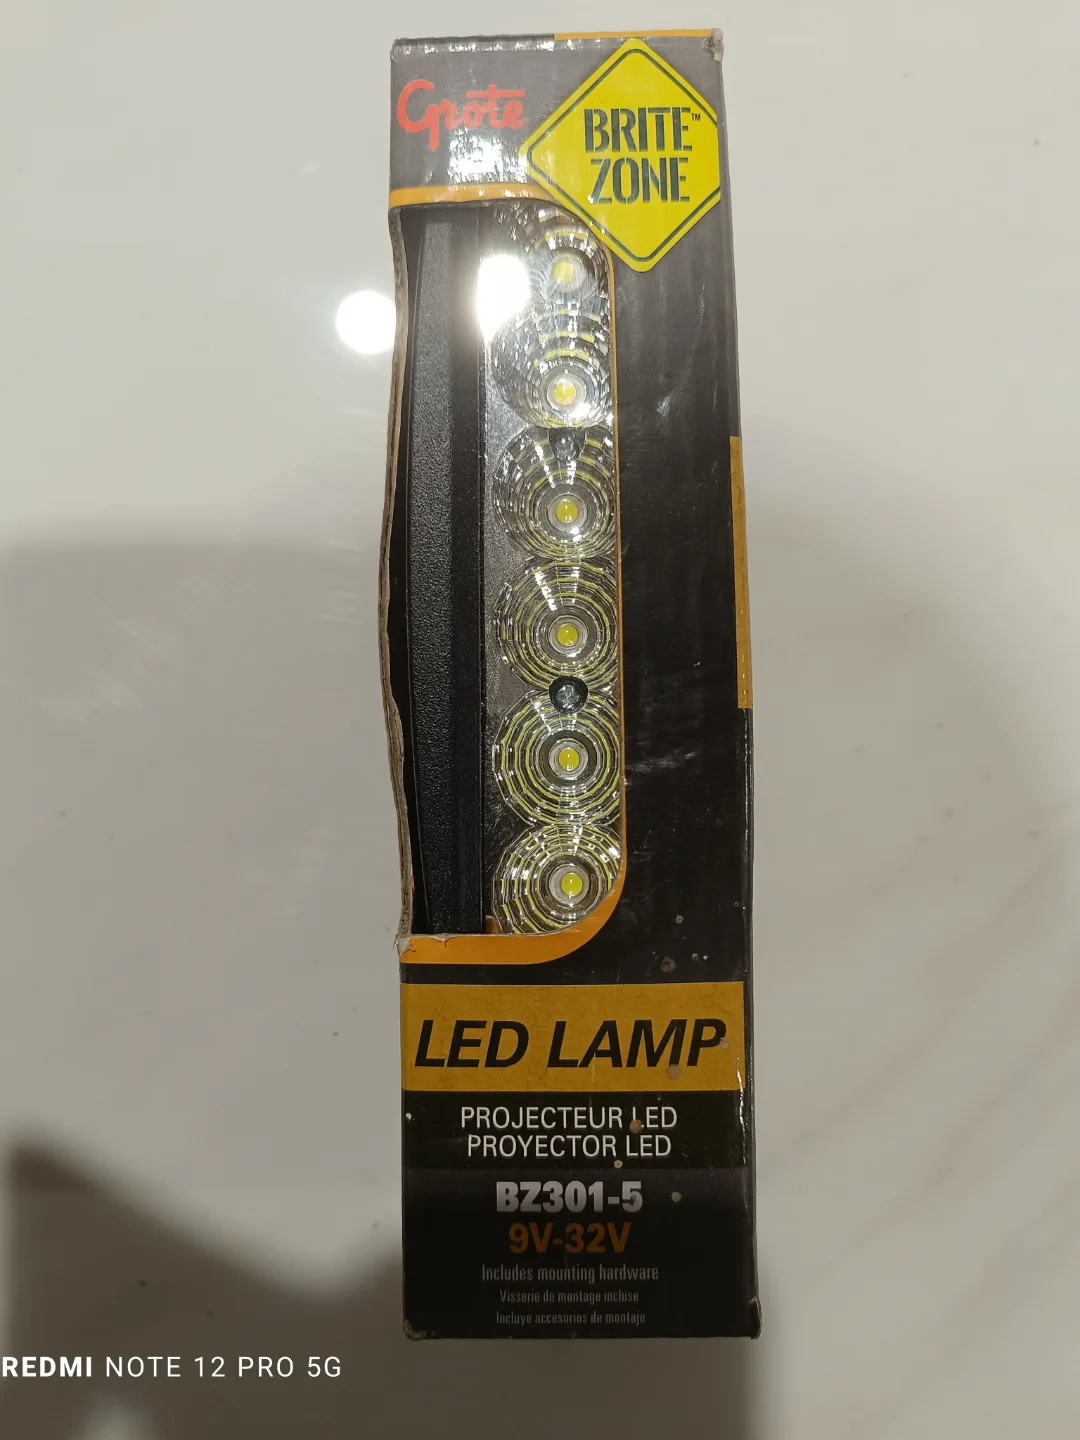 Grote
BRITE™
ZONE
LED LAMP
PROJECTEUR LED
PROYECTOR LED
BZ301-5
9V-32V
Includes mounting hardware
Visserie de montage incluse
Incluye accesorios de montaje
REDMI NOTE 12 PRO 5G